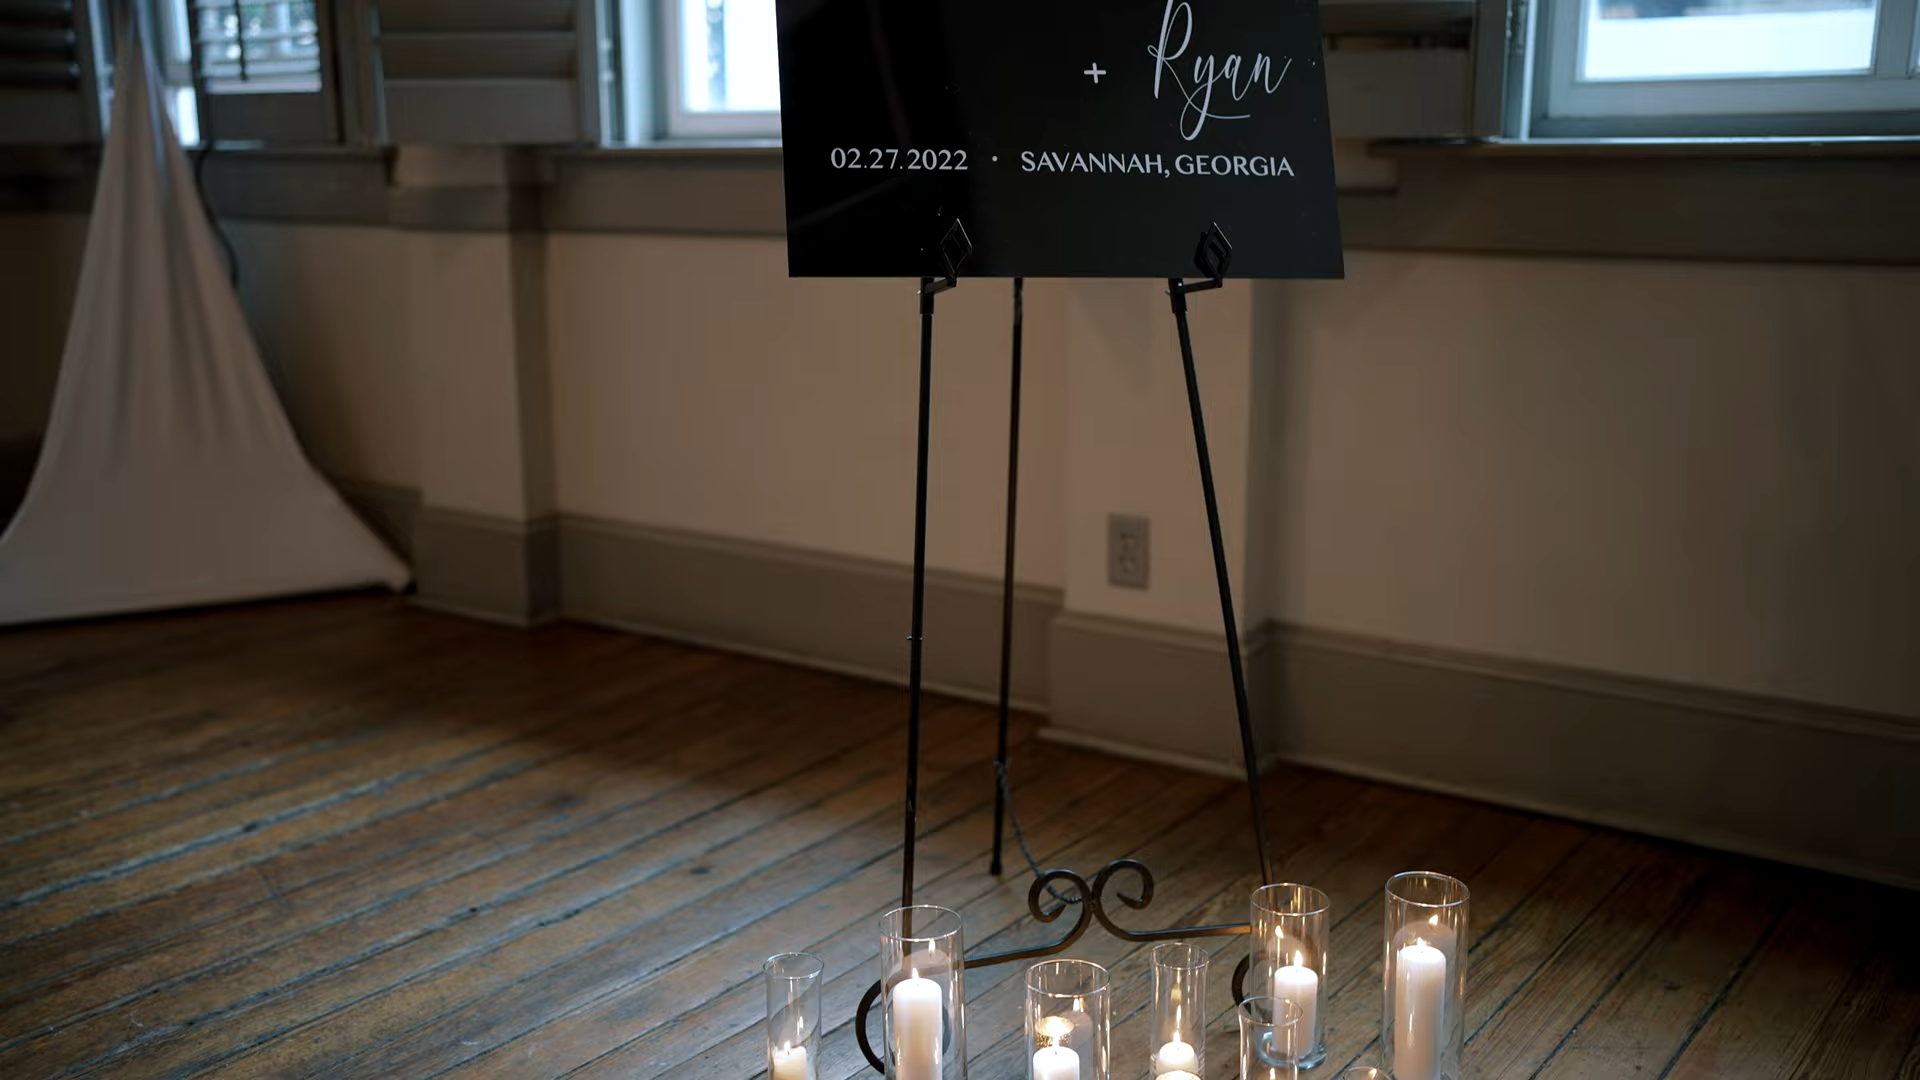 + Ryan
02.27.2022 • SAVANNAH, GEORGIA